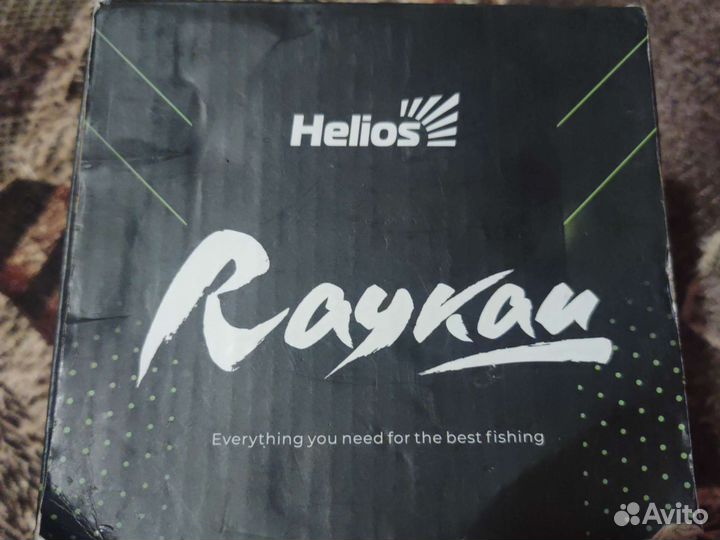 Helios
Raykan
Everything you need for the best fishing
Avito